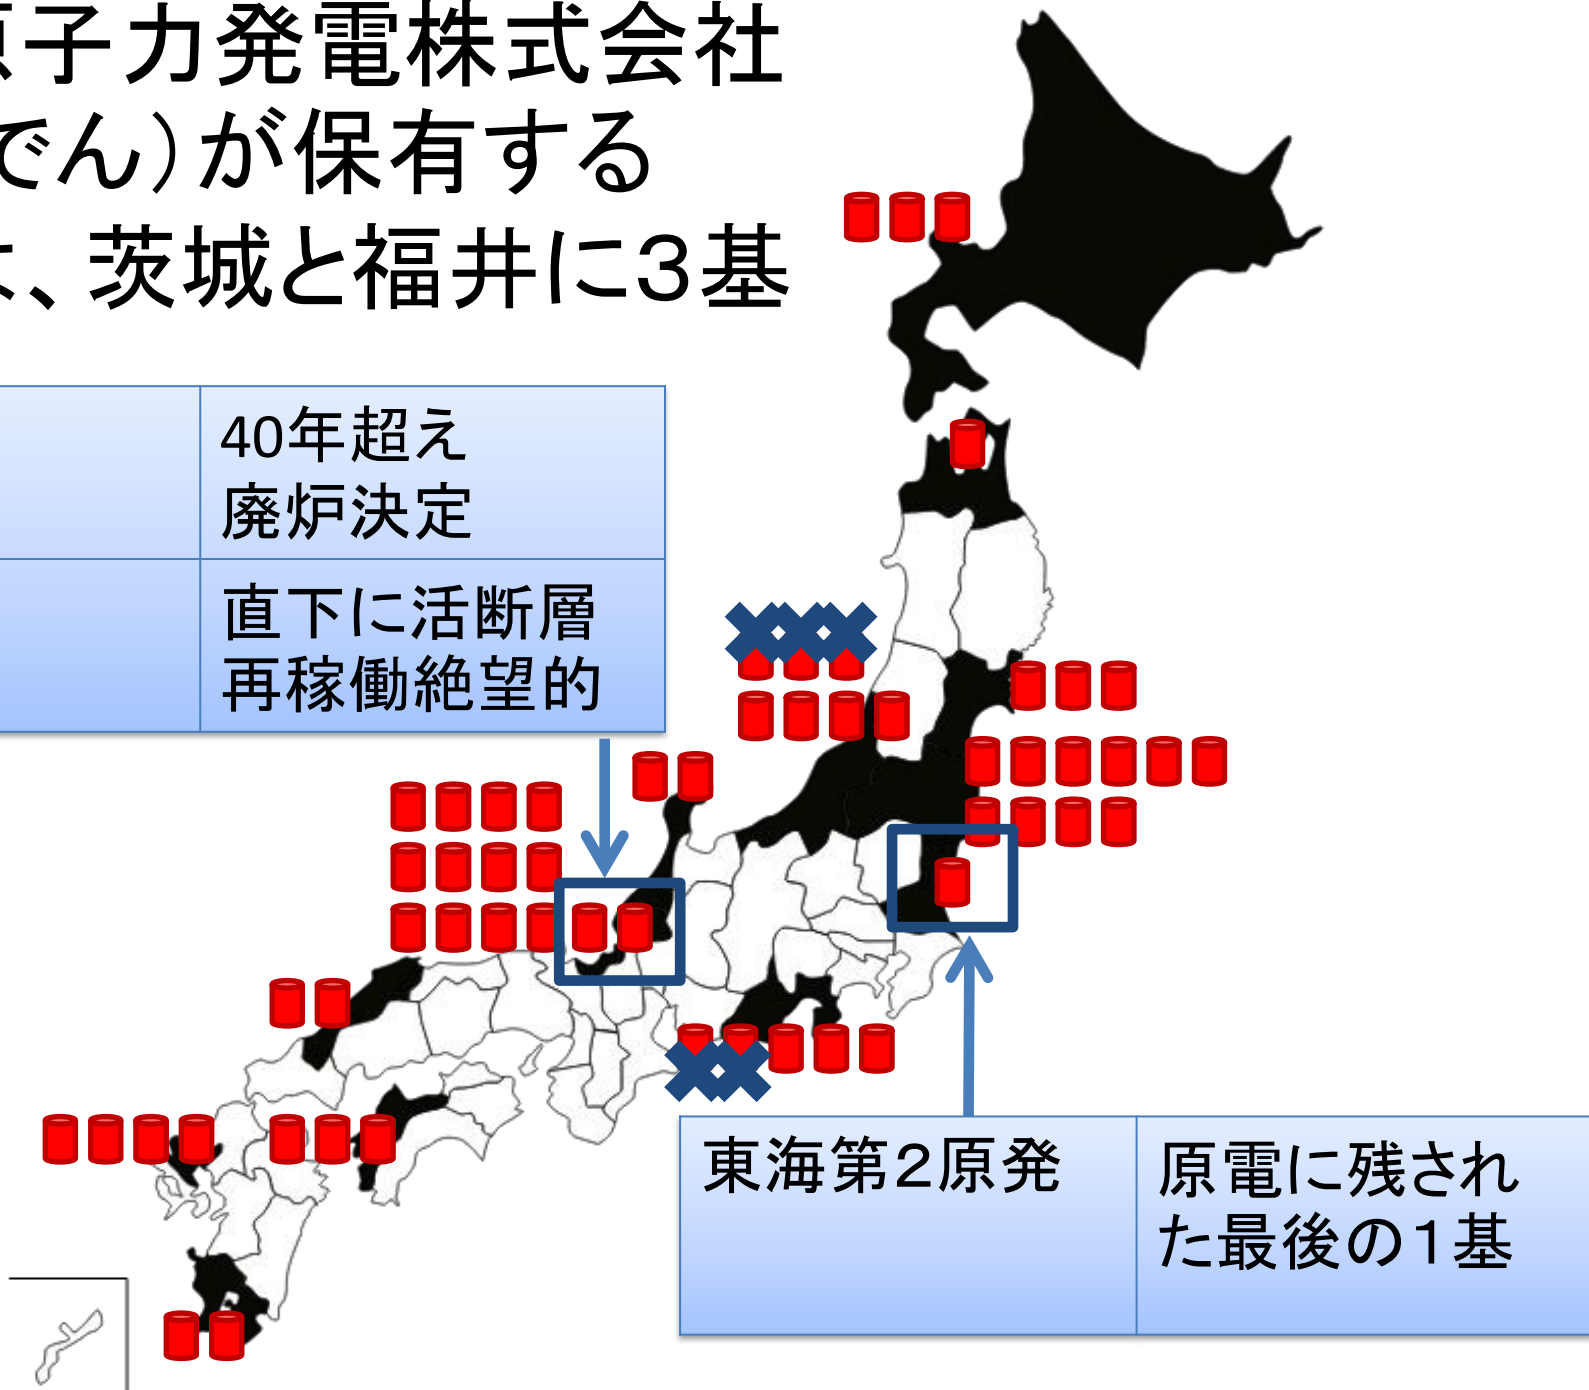 原子力発電株式会社
でん）が保有する
は、茨城と福井に３基
40年超え
廃炉決定
直下に活断層
再稼働絶望的
東海第２原発
原電に残され
た最後の１基